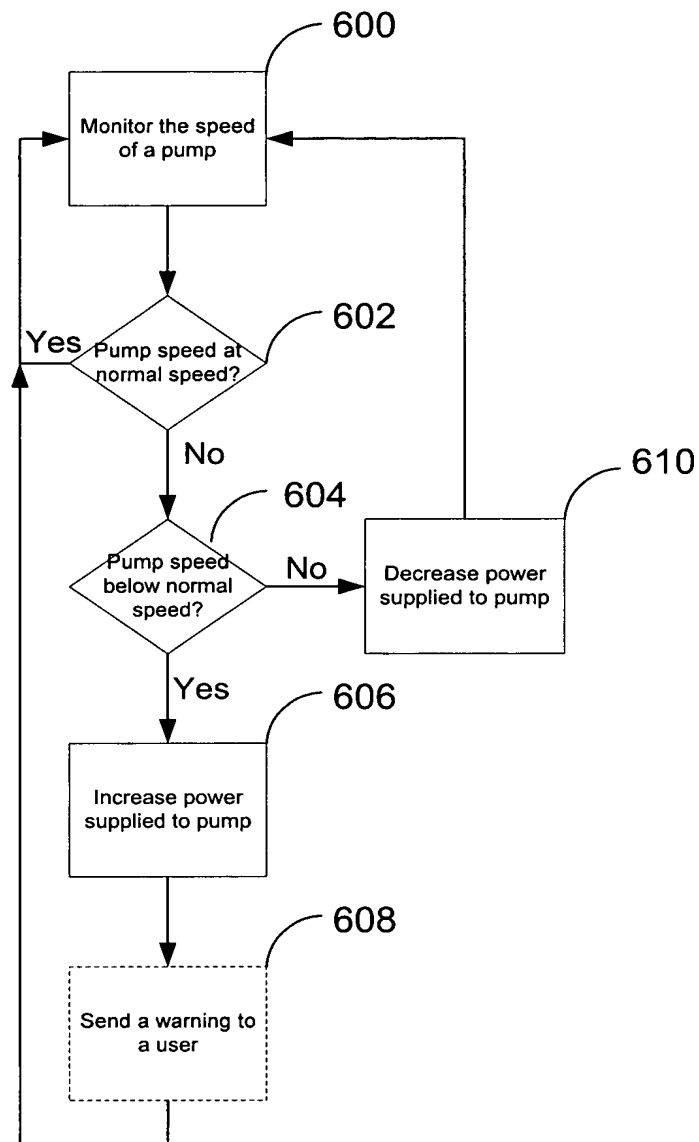 600
Monitor the speed
of a pump
602
Yes
Pump speed at
normal speed?
No
604
610
Pump speed
below normal
speed?
No
Decrease power
supplied to pump
Yes
606
Increase power
supplied to pump
608
Send a warning to
a user